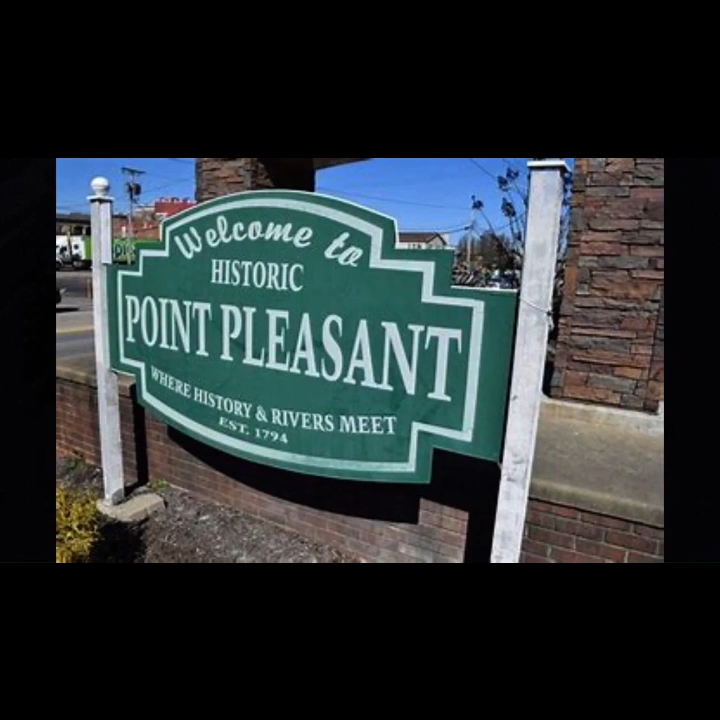 Welcome to
HISTORIC
POINT PLEASANT
WHERE HISTORY & RIVERS MEET
EST. 1794